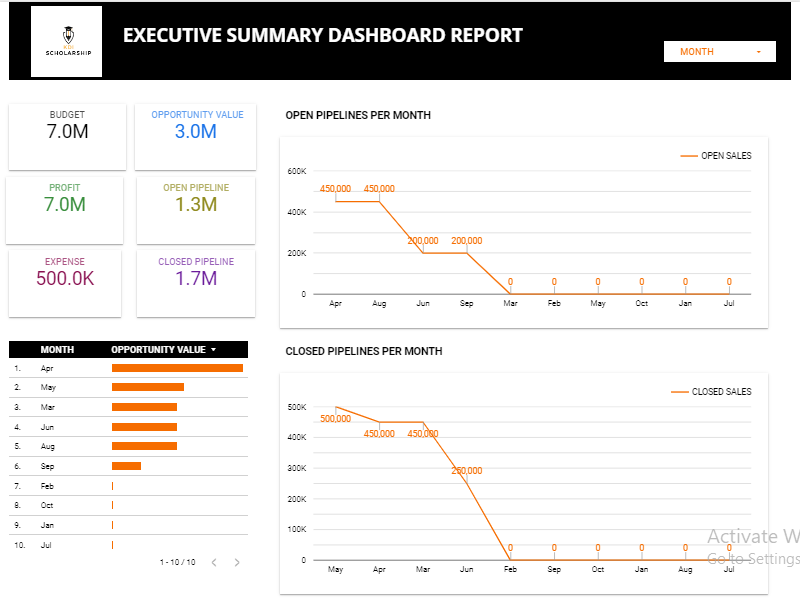 EXECUTIVE SUMMARY DASHBOARD REPORT
KOI
SCHOLARSHIP
MONTH
BUDGET
7.0M
OPPORTUNITY VALUE
3.0M
PROFIT
7.0M
OPEN PIPELINE
1.3M
EXPENSE
500.0K
CLOSED PIPELINE
1.7M
MONTH OPPORTUNITY VALUE
1. Apr
2. May
3. Mar
4. Jun
5. Aug
6. Sep
7. Feb
8. Oct
9. Jan
10. Jul
1 - 10 / 10
OPEN PIPELINES PER MONTH
OPEN SALES
600K
400K
200K
0
450,000 450,000 200,000 200,000 0 0 0 0 0 0
Apr Aug Jun Sep Mar Feb May Oct Jan Jul
CLOSED PIPELINES PER MONTH
CLOSED SALES
500K
400K
300K
200K
100K
0
500,000 450,000 450,000 250,000 0 0 0 0 0 0
May Apr Mar Jun Feb Sep Oct Jan Aug Jul
Activate W
Go to Settings